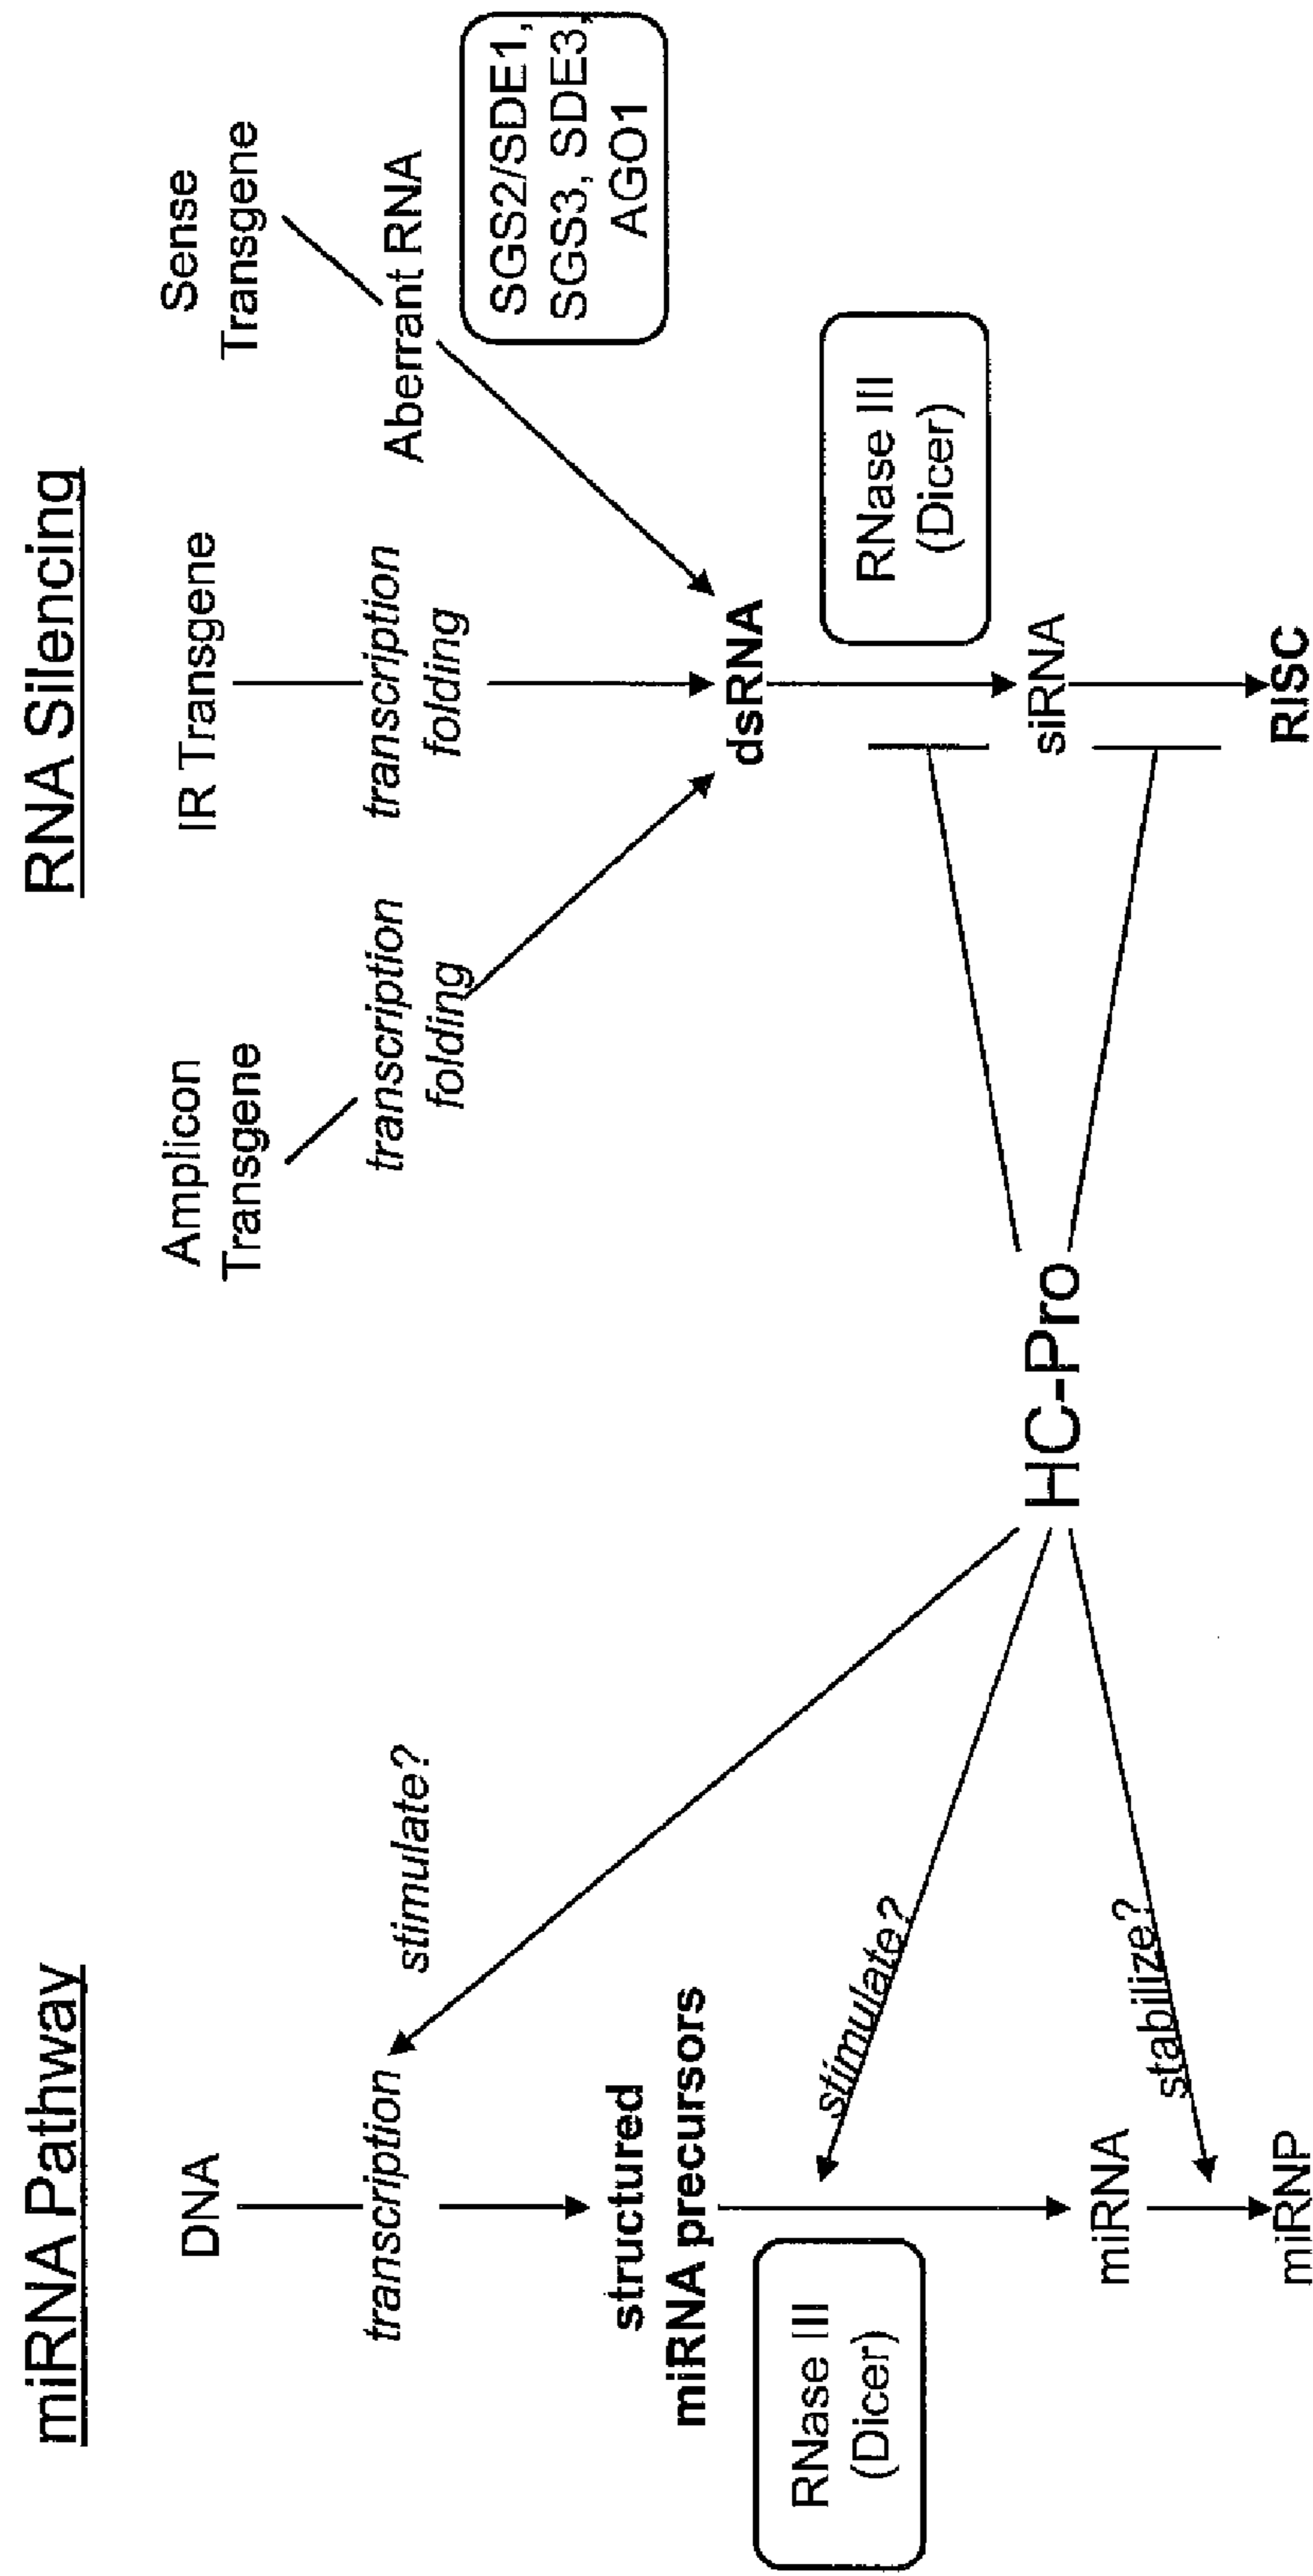 miRNA Pathway
DNA
transcription
stimulate?
structured
miRNA precursors
RNase III
(Dicer)
stimulate?
miRNA
stabilize?
miRNP
HC-Pro
RNA Silencing
Amplicon
Transgene
transcription
folding
IR Transgene
transcription
folding
Sense
Transgene
Aberrant RNA
SGS2/SDE1,
SGS3, SDE3,
AGO1
dsRNA
RNase III
(Dicer)
siRNA
RISC